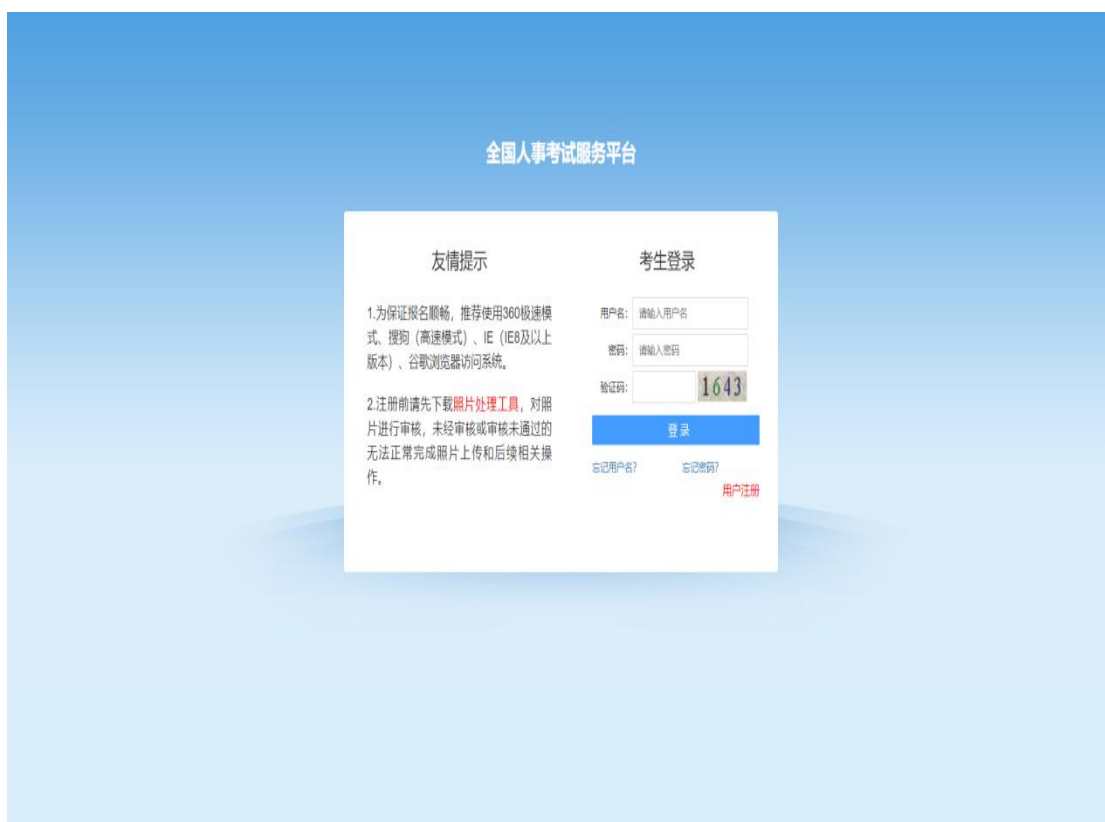 全国人事考试服务平台
友情提示
1.为保证报名顺畅，推荐使用360极速模
式、搜狗（高速模式）、IE（IE8及以上
版本）、谷歌浏览器访问系统。
2.注册前请先下载照片处理工具，对照
片进行审核，未经审核或审核未通过的
无法正常完成照片上传和后续相关操
作。
考生登录
用户名： 请输入用户名
密码： 请输入密码
验证码： 1643
登录
忘记用户名？ 忘记密码？
用户注册